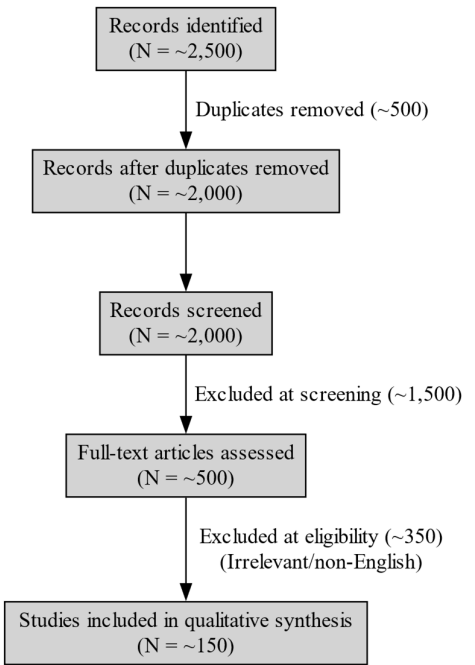 Records identified
(N = ~2,500)
Duplicates removed (~500)
Records after duplicates removed
(N = ~2,000)
Records screened
(N = ~2,000)
Excluded at screening (~1,500)
Full-text articles assessed
(N = ~500)
Excluded at eligibility (~350)
(Irrelevant/non-English)
Studies included in qualitative synthesis
(N = ~150)